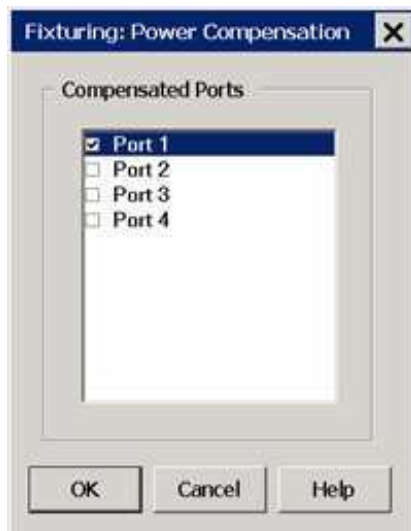 Fixturing: Power Compensation
Compensated Ports
Port 1
Port 2
Port 3
Port 4
OK Cancel Help